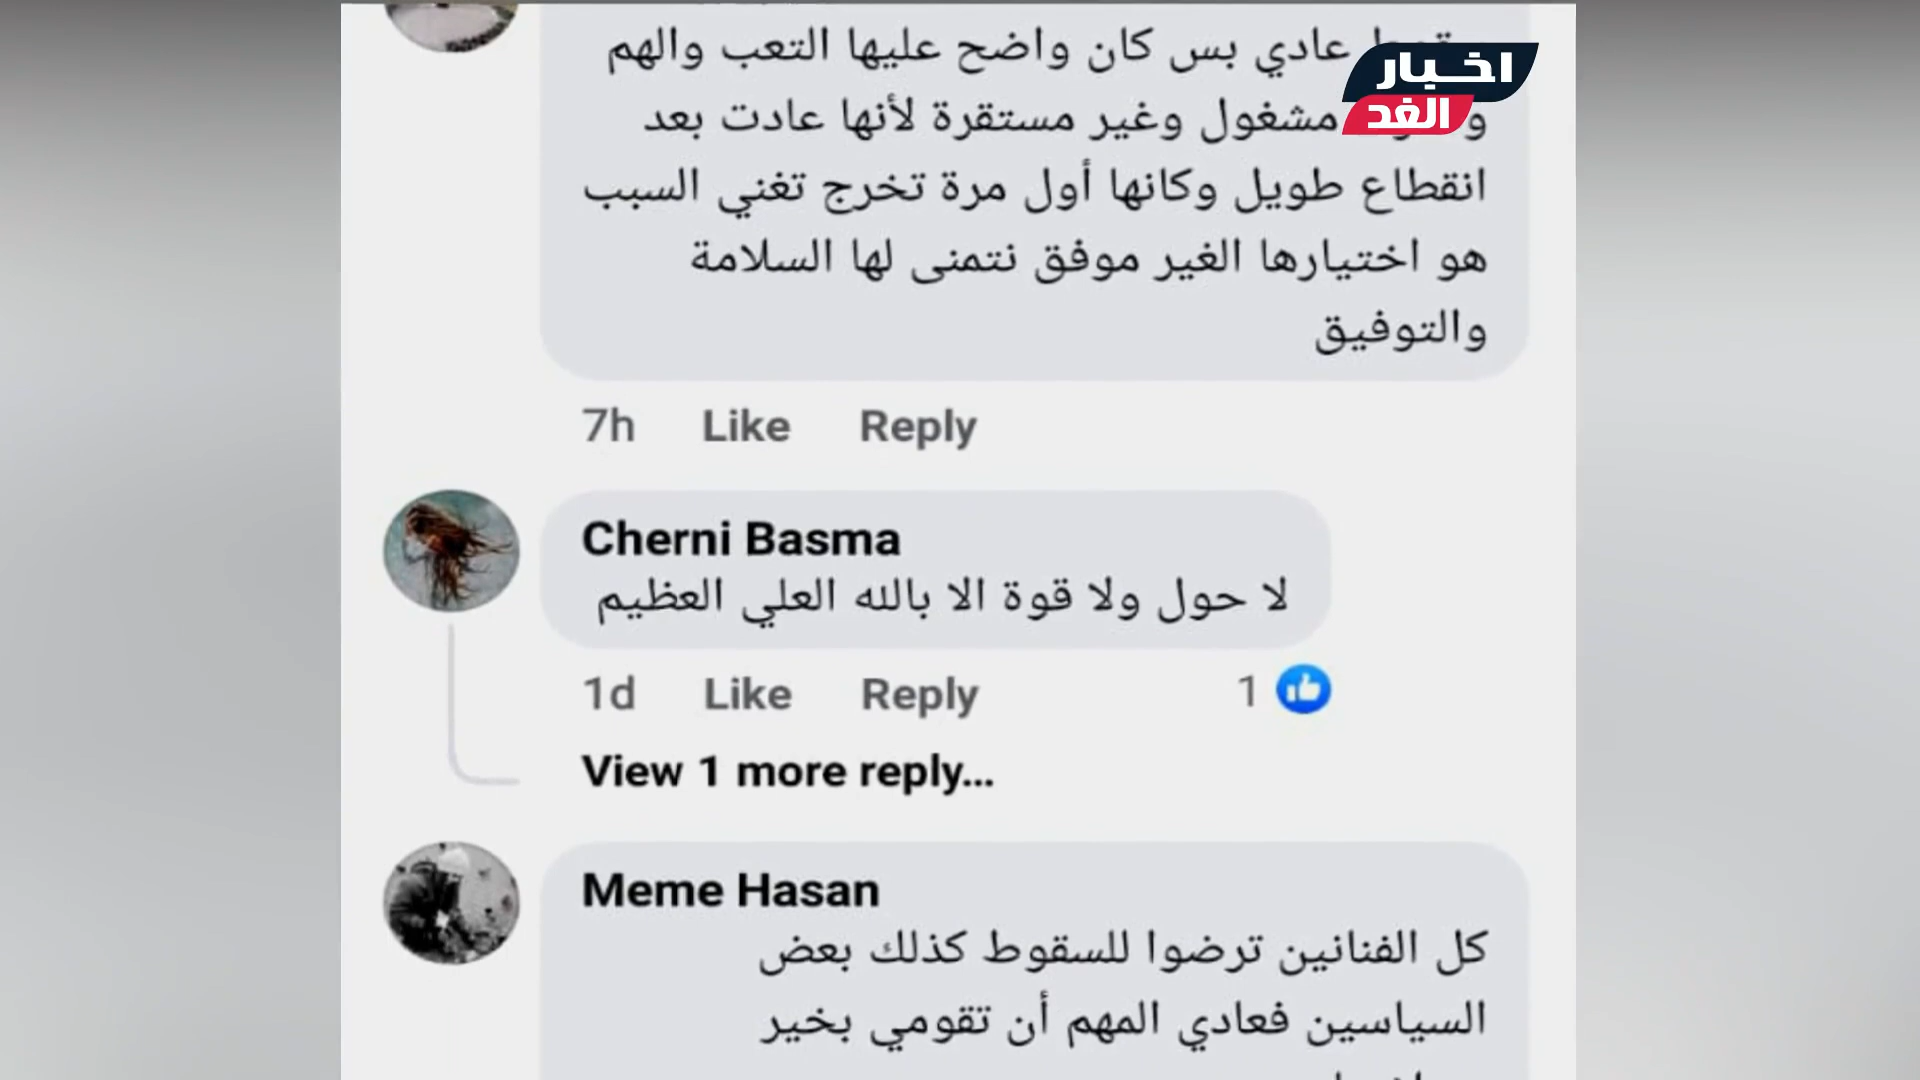 عادي بس كان واضح عليها التعب والهم
مشغول وغير مستقرة لأنها عادت بعد
انقطاع طويل وكانها أول مرة تخرج تغني السبب
هو اختيارها الغير موفق نتمنى لها السلامة
والتوفيق
اخبار
الغد
7h Like Reply
Cherni Basma
لا حول ولا قوة الا بالله العلي العظيم
1d Like Reply 1
View 1 more reply...
Meme Hasan
كل الفنانين ترضوا للسقوط كذلك بعض
السياسين فعادي المهم أن تقومي بخير